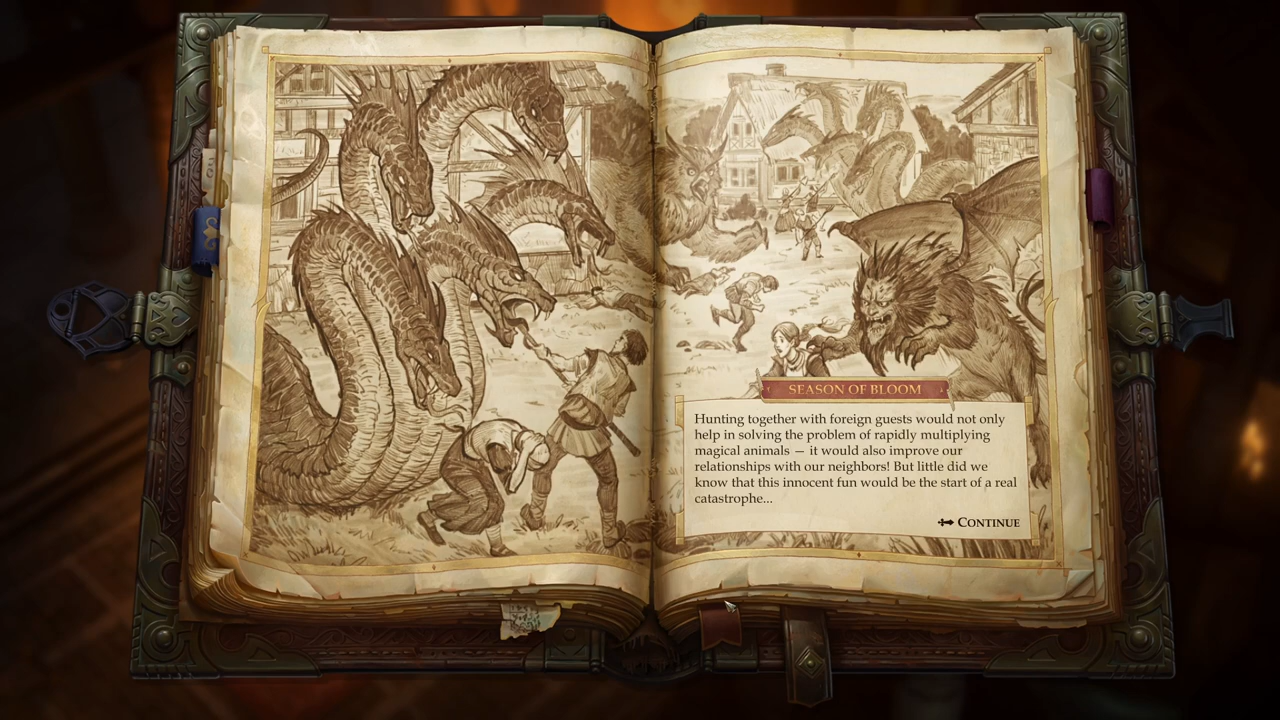 SEASON OF BLOOM
Hunting together with foreign guests would not only
help in solving the problem of rapidly multiplying
magical animals — it would also improve our
relationships with our neighbors! But little did we
know that this innocent fun would be the start of a real
catastrophe...
CONTINUE